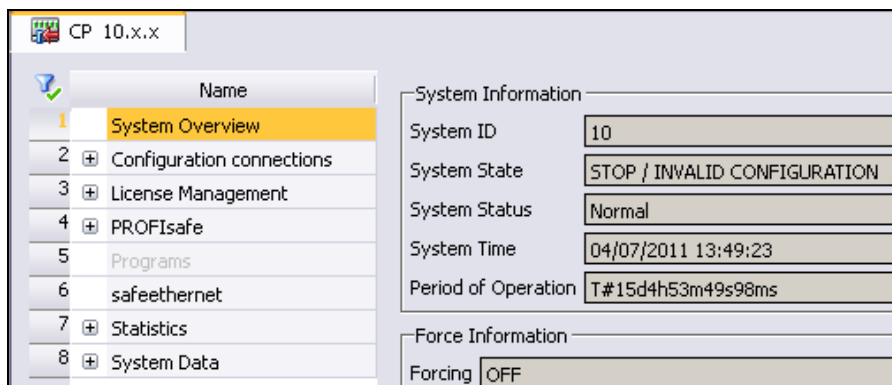 CP 10.x.x
Name
1 System Overview
2 Configuration connections
3 License Management
4 PROFIsafe
5 Programs
6 safeethernet
7 Statistics
8 System Data
System Information
System ID 10
System State STOP / INVALID CONFIGURATION
System Status Normal
System Time 04/07/2011 13:49:23
Period of Operation T#15d4h53m49s98ms
Force Information
Forcing OFF